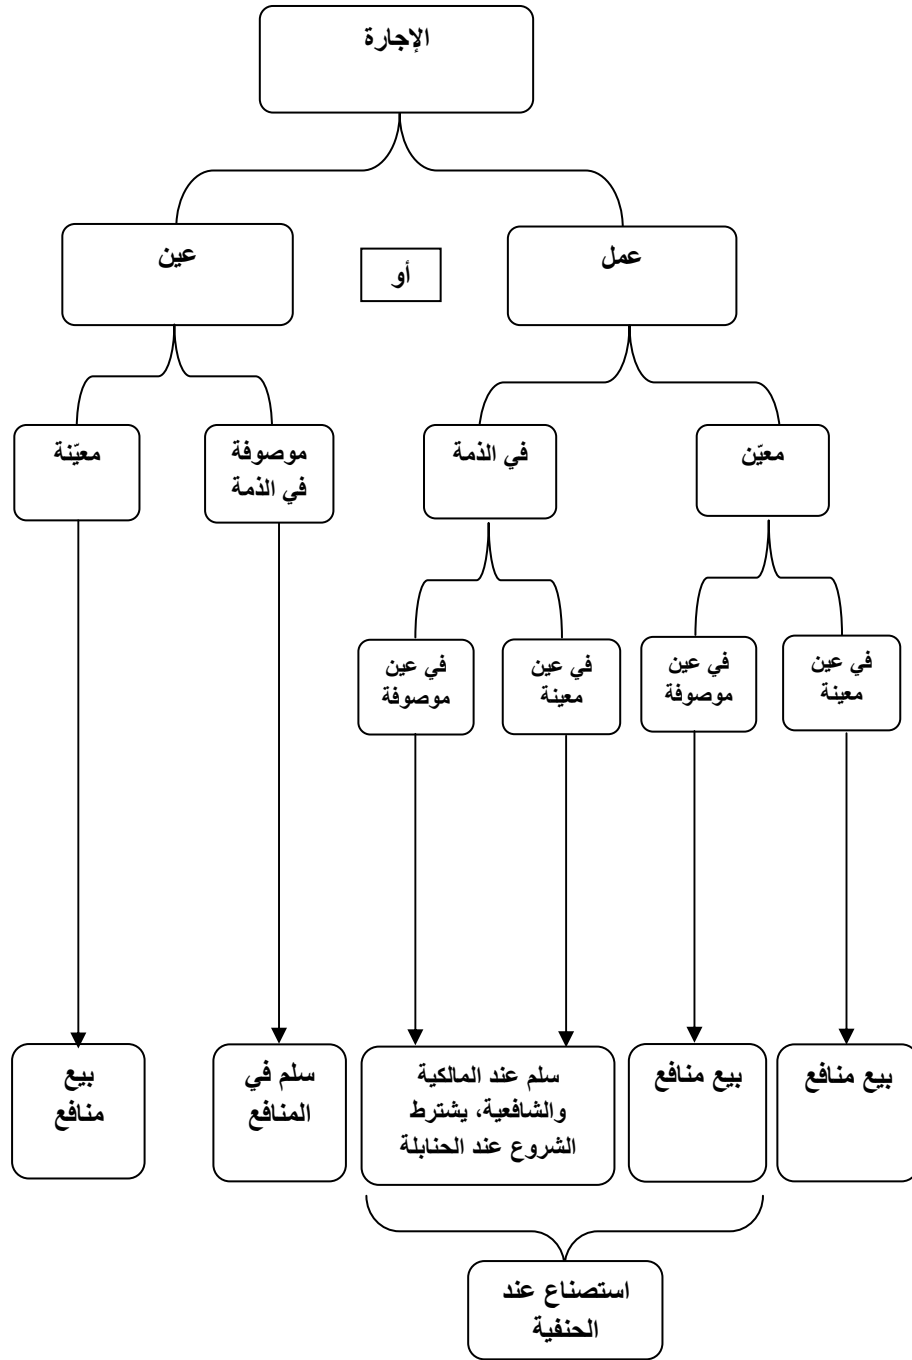 الإجارة
عمل
أو
عين
معيّن
في الذمة
موصوفة
في الذمة
معيّنة
في عين
معينة
في عين
موصوفة
في عين
معينة
في عين
موصوفة
بيع منافع
بيع منافع
سلم عند المالكية
والشافعية، يشترط
الشروع عند الحنابلة
سلم في
المنافع
بيع
منافع
استصناع عند
الحنفية